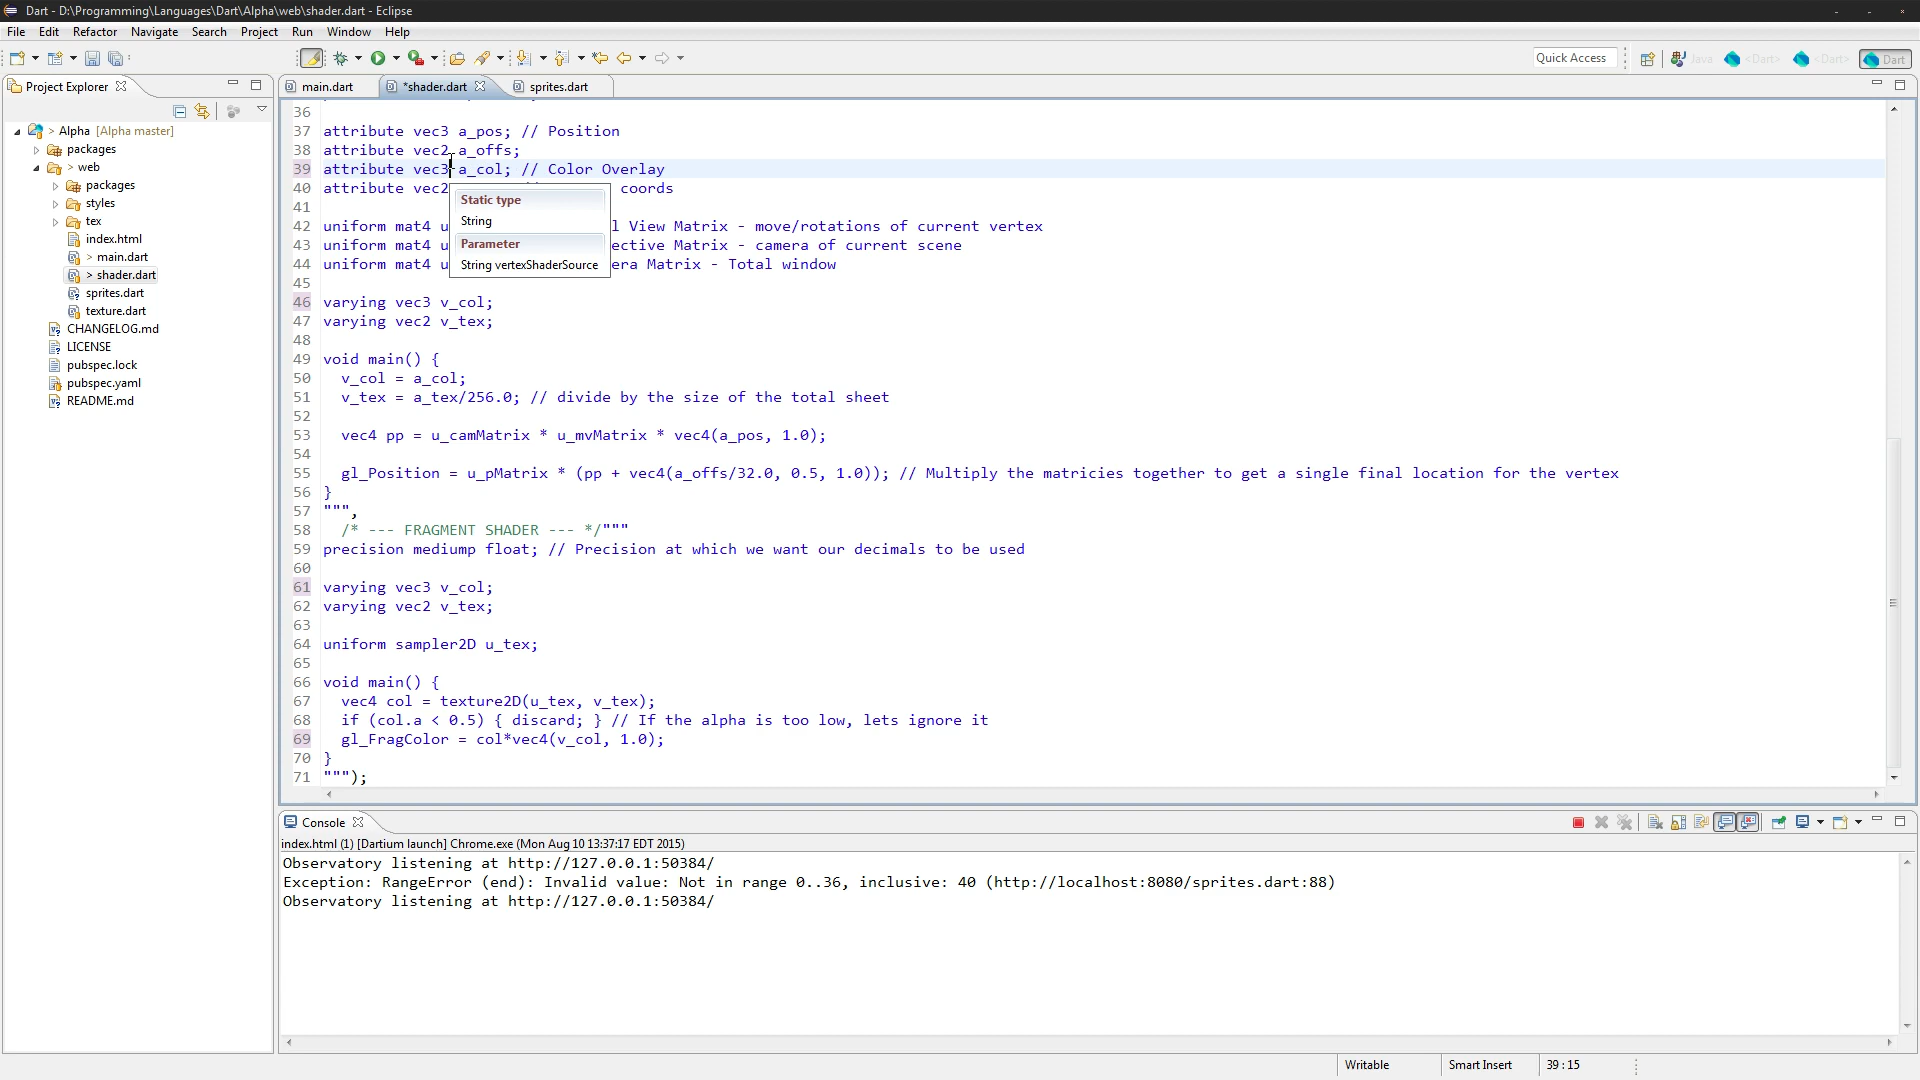 Dart - D:\Programming\Languages\Dart\Alpha\web\shader.dart - Eclipse
File Edit Refactor Navigate Search Project Run Window Help
Quick Access
Java <Dart> <Dart> Dart
Project Explorer
> Alpha [Alpha master]
packages
> web
packages
styles
tex
index.html
> main.dart
> shader.dart
sprites.dart
texture.dart
CHANGELOG.md
LICENSE
pubspec.lock
pubspec.yaml
README.md
main.dart *shader.dart sprites.dart
36
37 attribute vec3 a_pos; // Position
38 attribute vec2 a_offs;
39 attribute vec3 a_col; // Color Overlay
40 attribute vec2 coords
41
42 uniform mat4 u l View Matrix - move/rotations of current vertex
43 uniform mat4 u ective Matrix - camera of current scene
44 uniform mat4 u era Matrix - Total window
45
46 varying vec3 v_col;
47 varying vec2 v_tex;
48
49 void main() {
50 v_col = a_col;
51 v_tex = a_tex/256.0; // divide by the size of the total sheet
52
53 vec4 pp = u_camMatrix * u_mvMatrix * vec4(a_pos, 1.0);
54
55 gl_Position = u_pMatrix * (pp + vec4(a_offs/32.0, 0.5, 1.0)); // Multiply the matricies together to get a single final location for the vertex
56 }
57 """,
58 /* --- FRAGMENT SHADER --- */"""
59 precision mediump float; // Precision at which we want our decimals to be used
60
61 varying vec3 v_col;
62 varying vec2 v_tex;
63
64 uniform sampler2D u_tex;
65
66 void main() {
67 vec4 col = texture2D(u_tex, v_tex);
68 if (col.a < 0.5) { discard; } // If the alpha is too low, lets ignore it
69 gl_FragColor = col*vec4(v_col, 1.0);
70 }
71 """);
Static type
String
Parameter
String vertexShaderSource
Console
index.html (1) [Dartium launch] Chrome.exe (Mon Aug 10 13:37:17 EDT 2015)
Observatory listening at http://127.0.0.1:50384/
Exception: RangeError (end): Invalid value: Not in range 0..36, inclusive: 40 (http://localhost:8080/sprites.dart:88)
Observatory listening at http://127.0.0.1:50384/
Writable Smart Insert 39 : 15